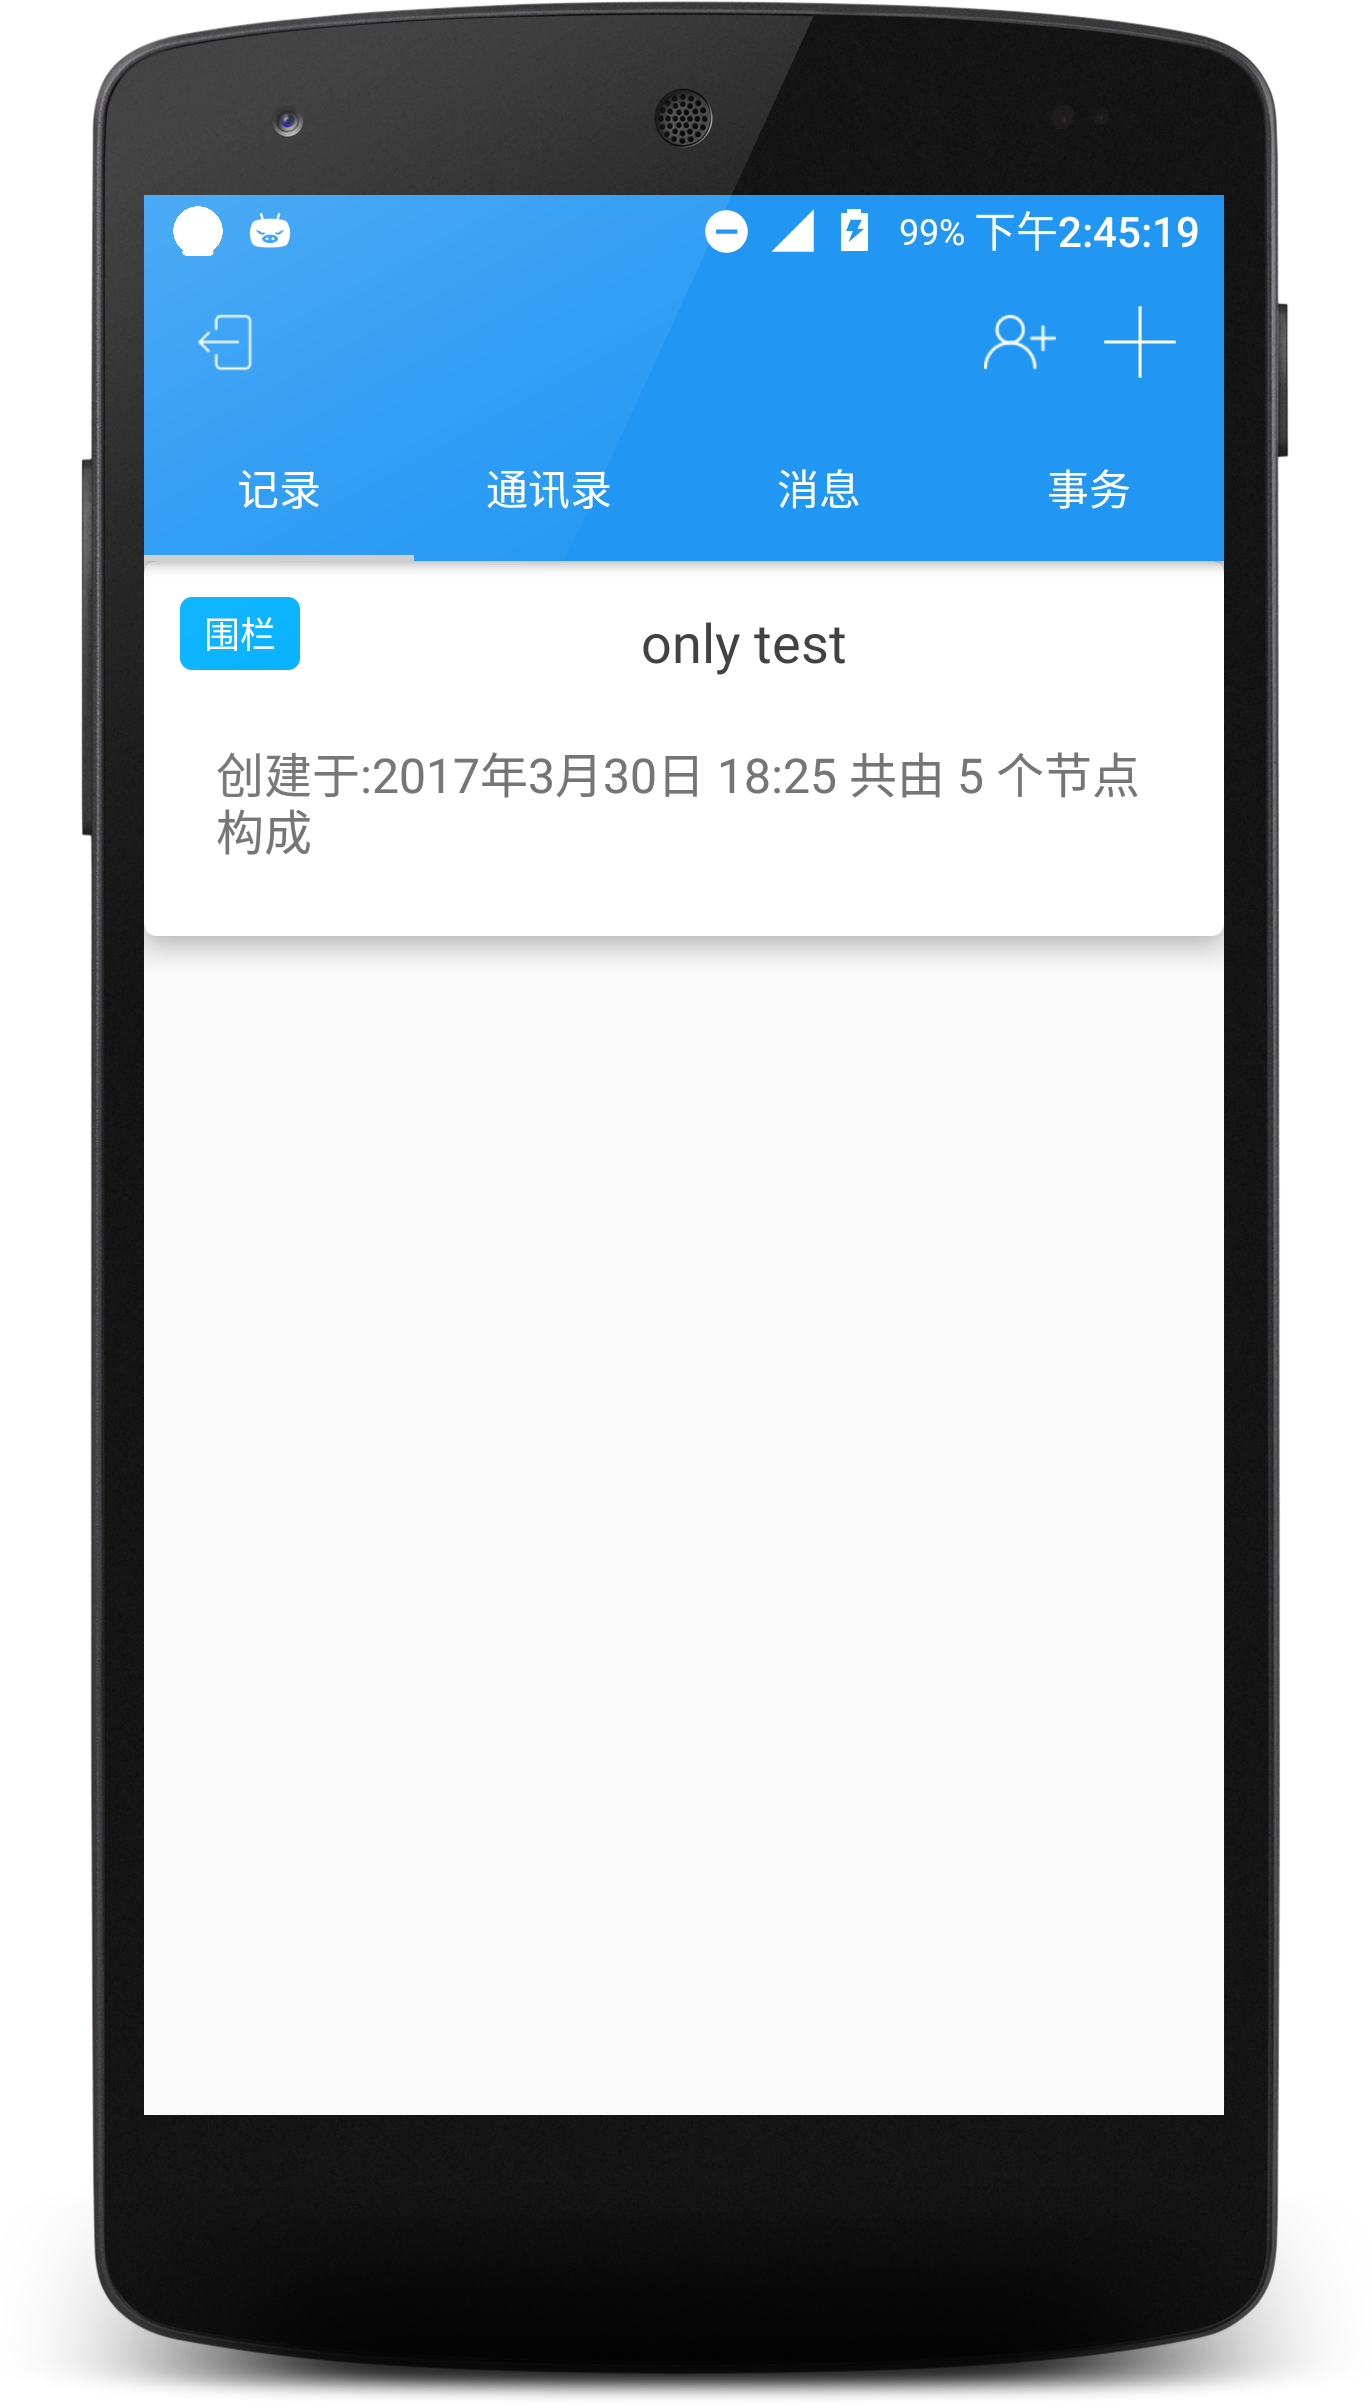 99% 下午2:45:19
记录 通讯录 消息 事务
围栏
only test
创建于:2017年3月30日 18:25 共由 5 个节点
构成